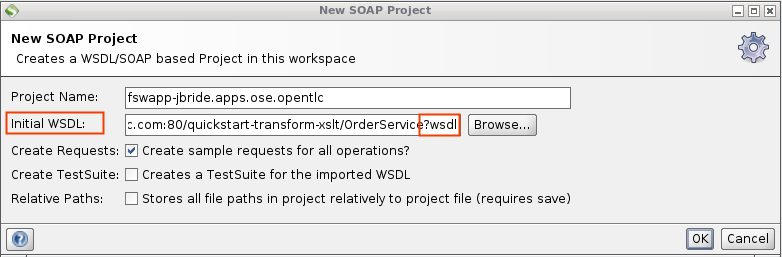 New SOAP Project
New SOAP Project
Creates a WSDL/SOAP based Project in this workspace
Project Name: fswapp-jbride.apps.ose.opentlc
Initial WSDL: c.com:80/quickstart-transform-xslt/OrderService?wsdl Browse...
Create Requests: Create sample requests for all operations?
Create TestSuite: Creates a TestSuite for the imported WSDL
Relative Paths: Stores all file paths in project relatively to project file (requires save)
? OK Cancel